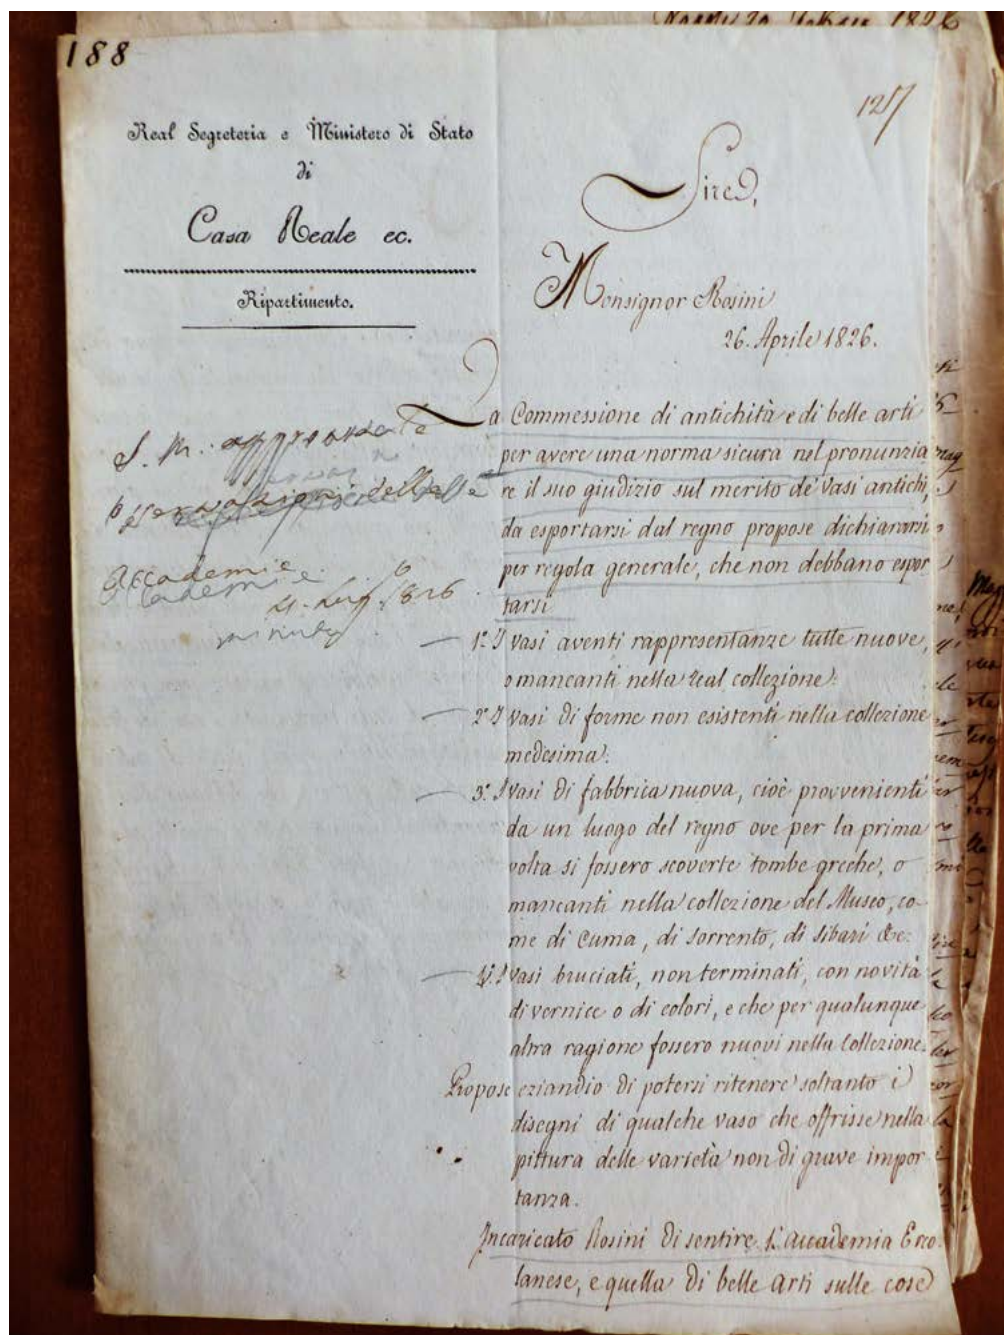 188
1217
Real Segreteria e Ministero di Stato
di
Casa Reale ec.
Ripartimento.
Sire,
Monsignor Rosini
26. Aprile 1826.
La Commessione di antichità e di belle arti
per avere una norma sicura nel pronunzia
re il suo giudizio sul merito de' vasi antichi,
da esportarsi dal regno propose dichiararsi
per regola generale, che non debbano espor
tarsi
1.° I vasi aventi rappresentanze tutte nuove,
o mancanti nella real collezione.
2.° I vasi di forme non esistenti nella collezione
medesima.
3.° I vasi di fabbrica nuova, cioè provvenienti
da un luogo del regno ove per la prima
volta si fossero scoverte tombe greche, o
mancanti nella collezione del Museo, co-
me di Cuma, di Sorrento, di Sibari &c:
4.° I vasi bruciati, non terminati, con novità
di vernice o di colori, e che per qualunque
altra ragione fossero nuovi nella Collezione.
Propose eziandio di potersi ritenere soltanto i
disegni di qualche vaso che offrisse nella
pittura delle varietà non di grave impor
tanza.
Incaricato Rosini di sentire l'accademia Erco
lanese, e quella di belle arti sulle cose
S. M.
Accademie
1826